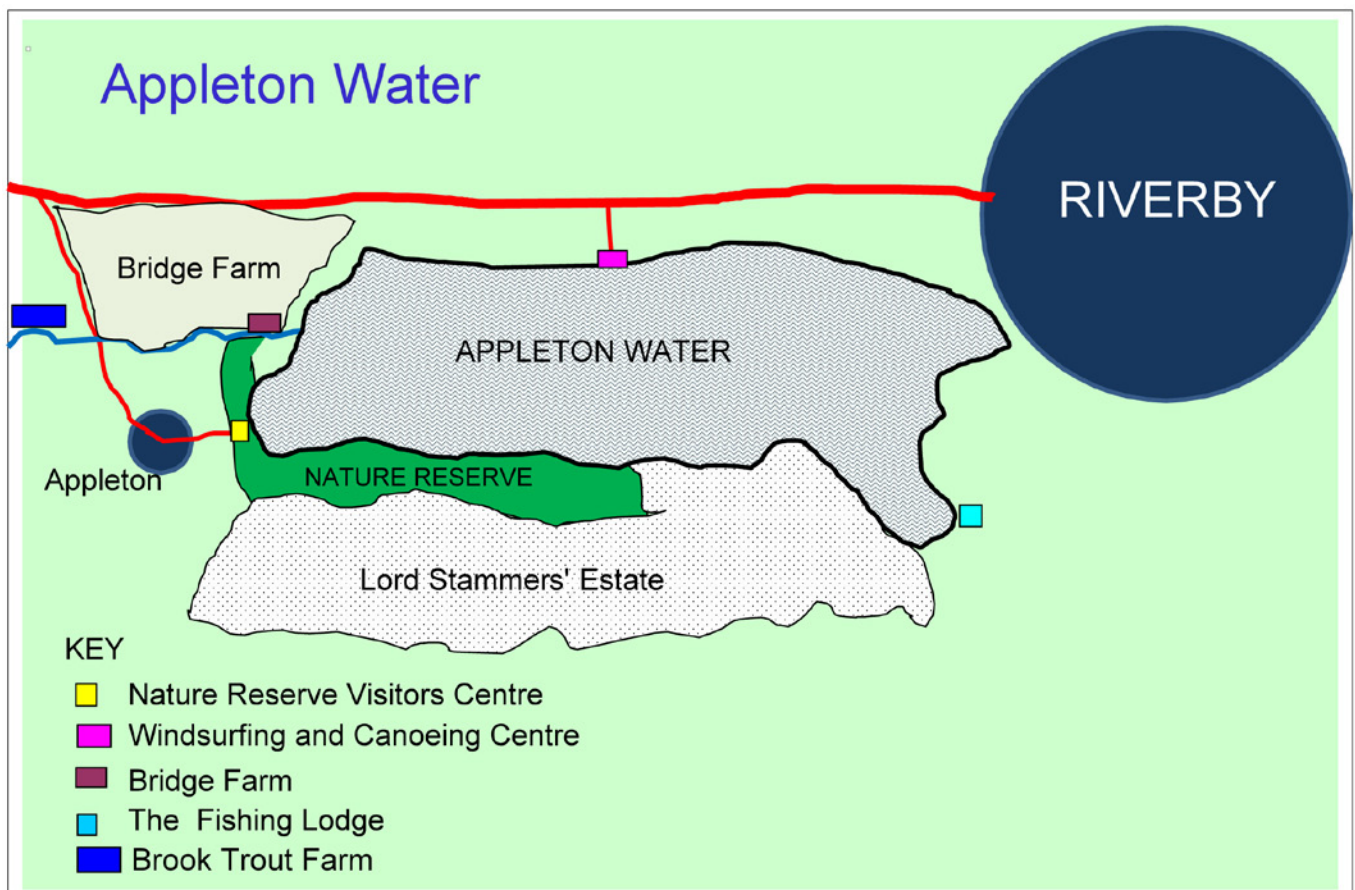 Appleton Water
RIVERBY
Bridge Farm
APPLETON WATER
Appleton
NATURE RESERVE
Lord Stammers' Estate
KEY
Nature Reserve Visitors Centre
Windsurfing and Canoeing Centre
Bridge Farm
The Fishing Lodge
Brook Trout Farm